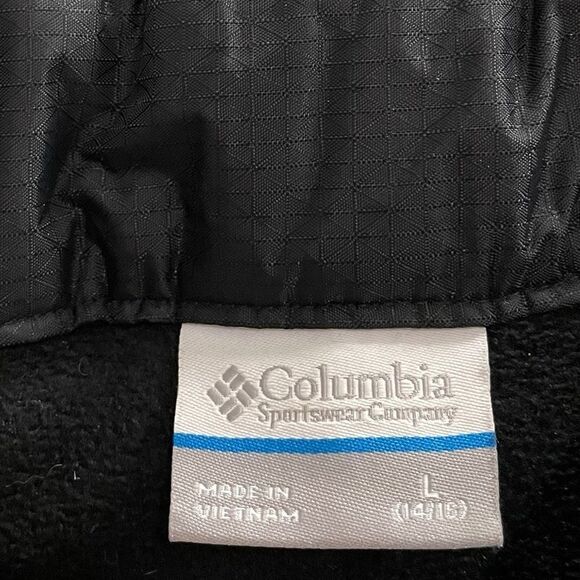 Columbia
Sportswear Company
MADE IN
VIETNAM
L
(14/16)